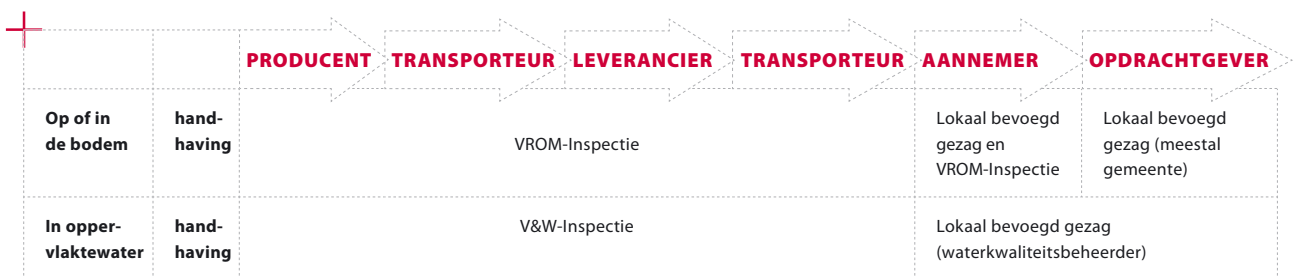 PRODUCENT TRANSPORTEUR LEVERANCIER TRANSPORTEUR AANNEMER OPDRACHTGEVER
Op of in
de bodem
hand-
having
VROM-Inspectie
Lokaal bevoegd
gezag en
VROM-Inspectie
Lokaal bevoegd
gezag (meestal
gemeente)
In opper-
vlaktewater
hand-
having
V&W-Inspectie
Lokaal bevoegd gezag
(waterkwaliteitsbeheerder)